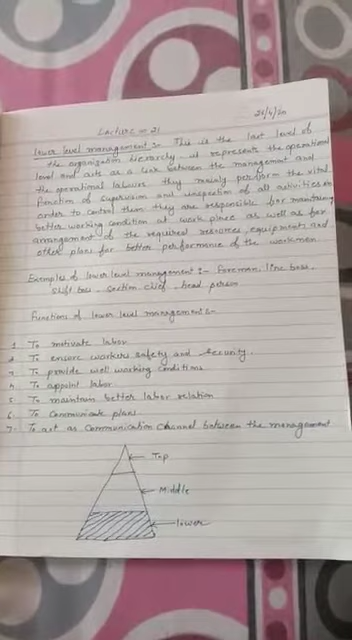 24/4/20
Lecture = 21
Lower level management :- This is the last level of
the organization hierarchy. it represents the operational
level and acts as a link between the management and
the operational labours. they mainly perform the vital
function of supervision and inspection of all activities in
order to control them. they are responsible for maintaining
better working condition at work place as well as for
arrangement of the required resources, equipments and
other plans for better performance of the workmen.
Examples of lower level management :- foreman, line boss,
shift boss, section chief, head person
functions of lower level management :-
1. To motivate labor
2. To ensure workers safety and security.
3. To provide well working conditions
4. To appoint labor
5. To maintain better labor relation
6. To communicate plans
7. To act as communication channel between the management
Top
Middle
lower